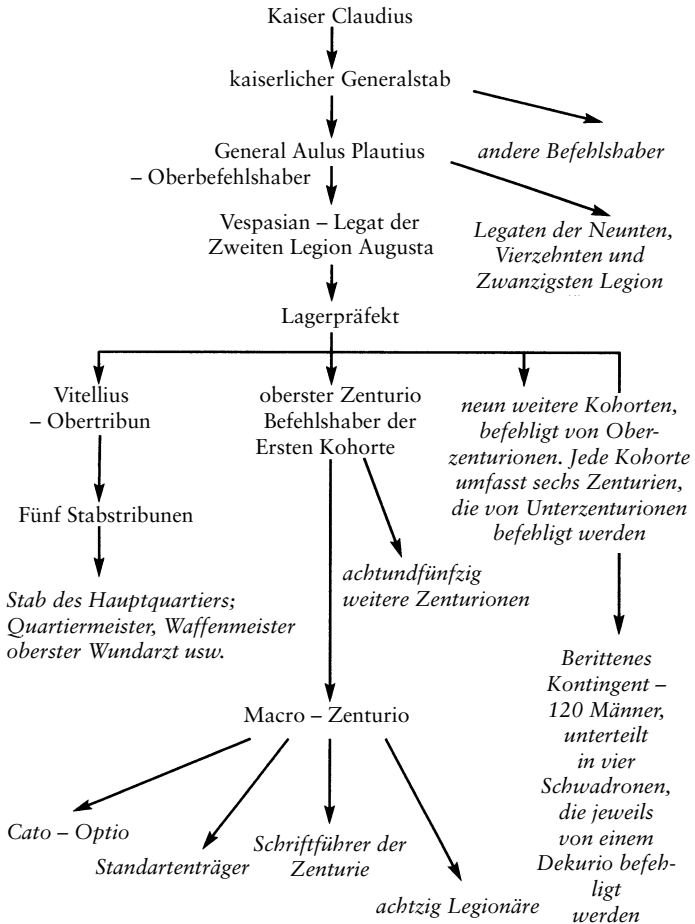 Kaiser Claudius
kaiserlicher Generalstab
General Aulus Plautius
– Oberbefehlshaber
andere Befehlshaber
Vespasian – Legat der
Zweiten Legion Augusta
Legaten der Neunten,
Vierzehnten und
Zwanzigsten Legion
Lagerpräfekt
Vitellius
– Obertribun
oberster Zenturio
Befehlshaber der
Ersten Kohorte
neun weitere Kohorten,
befehligt von Ober-
zenturionen. Jede Kohorte
umfasst sechs Zenturien,
die von Unterzenturionen
befehligt werden
Fünf Stabstribunen
achtundfünfzig
weitere Zenturionen
Stab des Hauptquartiers;
Quartiermeister, Waffenmeister
oberster Wundarzt usw.
Berittenes
Kontingent –
120 Männer,
unterteilt
in vier
Schwadronen,
die jeweils
von einem
Dekurio befeh-
ligt
werden
Macro – Zenturio
Cato – Optio
Standartenträger
Schriftführer der
Zenturie
achtzig Legionäre